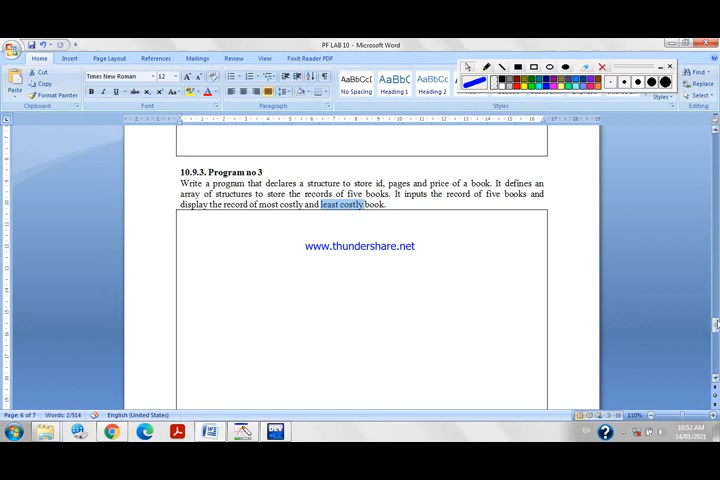 PF LAB 10 - Microsoft Word
Home Insert Page Layout References Mailings Review View Foxit Reader PDF
Cut
Copy
Format Painter
Paste
Times New Roman 12
AaBbCcD AaBbC AaBbCc
No Spacing Heading 1 Heading 2
Find
Replace
Select
Clipboard Font Paragraph Styles Editing
10.9.3. Program no 3
Write a program that declares a structure to store id, pages and price of a book. It defines an
array of structures to store the records of five books. It inputs the record of five books and
display the record of most costly and least costly book.
www.thundershare.net
Page: 6 of 7 Words: 2/514 English (United States) 110%
EN 10:52 AM
14/01/2021